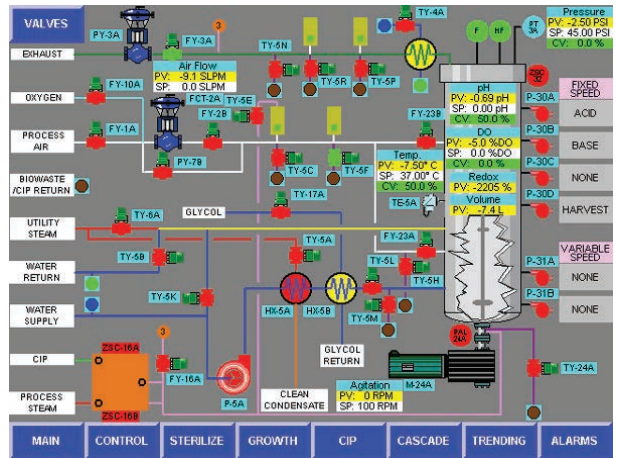 VALVES
PY-3A
FY-3A
3
TY-4A
F
HF
PT
3A
Pressure
PV: -2.50 PSI
SP: 45.00 PSI
CV: 0.0 %
EXHAUST
Air Flow
PV: -9.1 SLPM
SP: 0.0 SLPM
TY-5N
TY-5R
TY-5P
ZSC
32
FIXED
SPEED
FY-10A
OXYGEN
FCT-2A
TY-5E
FY-2B
pH
PV: -0.69 pH
SP: 0.00 pH
CV: 50.0 %
P-30A
ACID
FY-1A
PROCESS
AIR
FY-23B
DO
PV: -5.0 %DO
SP: 0.0 %DO
CV: 0.0 %
P-30B
BASE
PY-7B
TY-5C
TY-5F
Temp.
PV: -7.50° C
SP: 37.00° C
CV: 50.0 %
P-30C
NONE
BIOWASTE
/CIP RETURN
TY-17A
TE-5A
Redox
PV: -2205 %
P-30D
HARVEST
GLYCOL
Volume
PV: -7.4 L
TY-6A
UTILITY
STEAM
TY-5A
FY-23A
VARIABLE
SPEED
TY-5B
TY-5L
WATER
RETURN
TY-5H
P-31A
NONE
TY-5K
HX-5A
HX-5B
TY-5M
P-31B
NONE
WATER
SUPPLY
3
ZSC-16A
GLYCOL
RETURN
PAL
24A
CIP
FY-16A
P-5A
CLEAN
CONDENSATE
Agitation
PV: 0 RPM
SP: 100 RPM
M-24A
TY-24A
PROCESS
STEAM
ZSC-16B
MAIN
CONTROL
STERILIZE
GROWTH
CIP
CASCADE
TRENDING
ALARMS